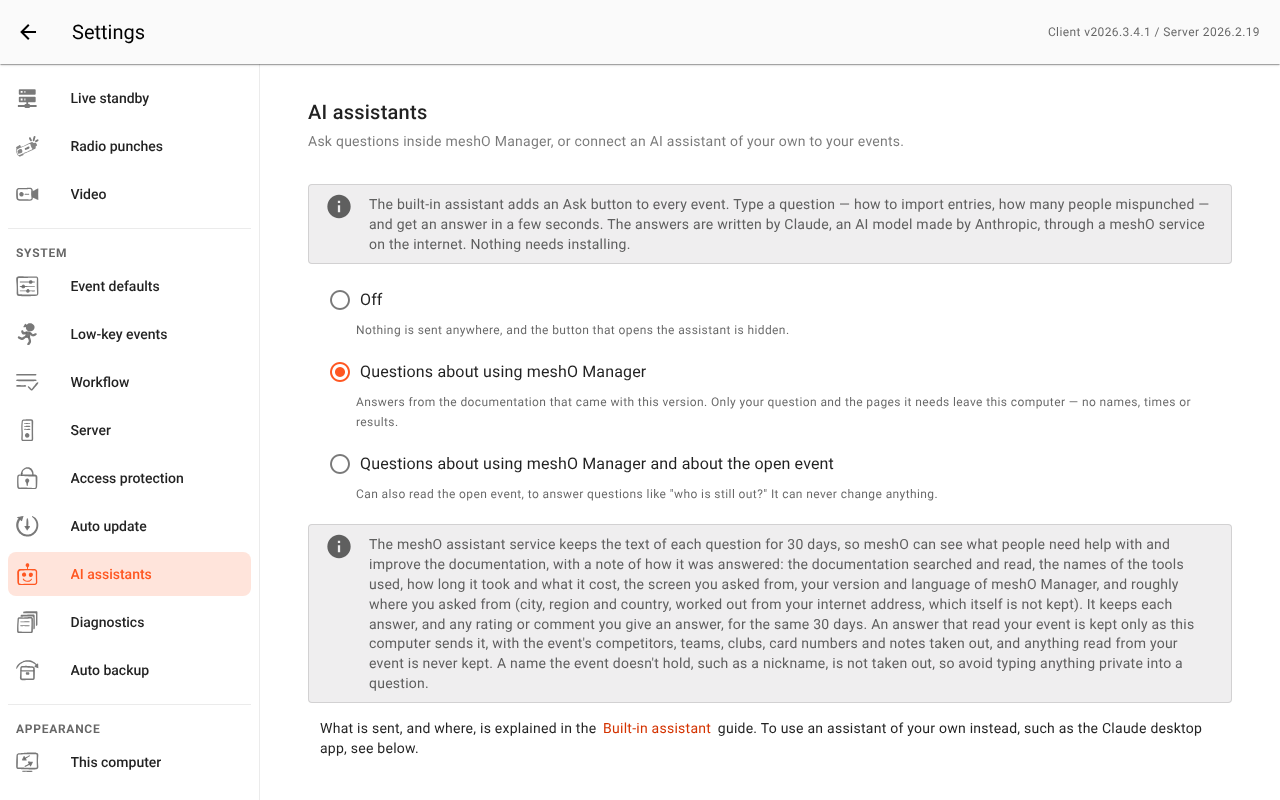 Settings
Client v2026.3.4.1 / Server 2026.2.19
Live standby
Radio punches
Video
SYSTEM
Event defaults
Low-key events
Workflow
Server
Access protection
Auto update
AI assistants
Diagnostics
Auto backup
APPEARANCE
This computer
AI assistants
Ask questions inside meshO Manager, or connect an AI assistant of your own to your events.
The built-in assistant adds an Ask button to every event. Type a question — how to import entries, how many people mispunched —
and get an answer in a few seconds. The answers are written by Claude, an AI model made by Anthropic, through a meshO service
on the internet. Nothing needs installing.
Off
Nothing is sent anywhere, and the button that opens the assistant is hidden.
Questions about using meshO Manager
Answers from the documentation that came with this version. Only your question and the pages it needs leave this computer — no names, times or
results.
Questions about using meshO Manager and about the open event
Can also read the open event, to answer questions like "who is still out?" It can never change anything.
The meshO assistant service keeps the text of each question for 30 days, so meshO can see what people need help with and
improve the documentation, with a note of how it was answered: the documentation searched and read, the names of the tools
used, how long it took and what it cost, the screen you asked from, your version and language of meshO Manager, and roughly
where you asked from (city, region and country, worked out from your internet address, which itself is not kept). It keeps each
answer, and any rating or comment you give an answer, for the same 30 days. An answer that read your event is kept only as this
computer sends it, with the event's competitors, teams, clubs, card numbers and notes taken out, and anything read from your
event is never kept. A name the event doesn't hold, such as a nickname, is not taken out, so avoid typing anything private into a
question.
What is sent, and where, is explained in the Built-in assistant guide. To use an assistant of your own instead, such as the Claude desktop
app, see below.